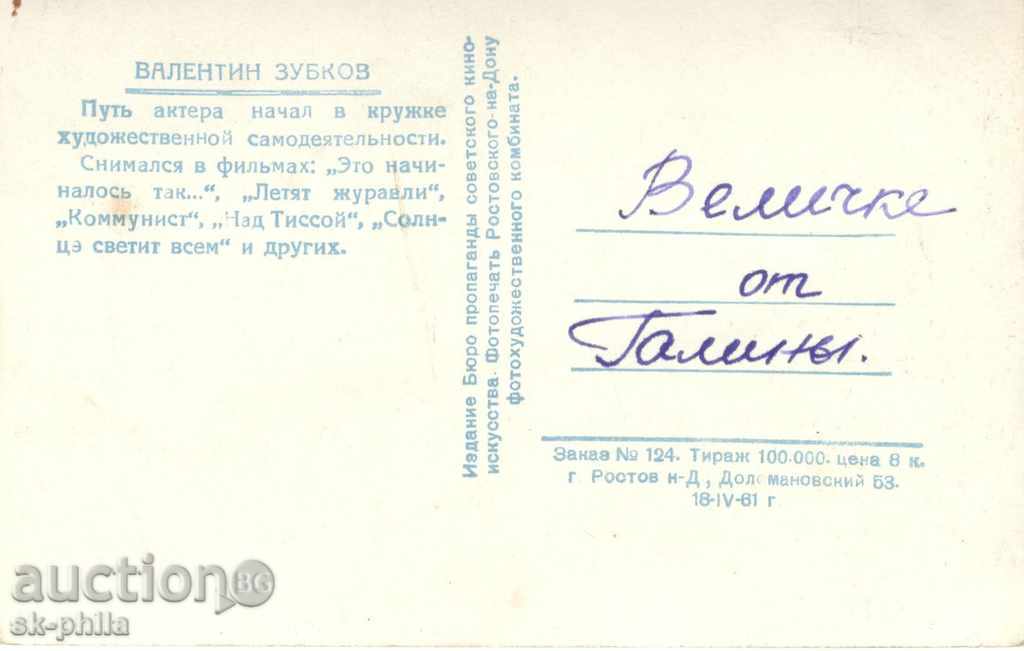 ВАЛЕНТИН ЗУБКОВ
Путь актера начал в кружке
художественной самодеятельности.
Снимался в фильмах: „Это начи-
налось так...“, „Летят журавли“,
„Коммунист“, „Над Тиссой“, „Солн-
цэ светит всем“ и других.
Издание Бюро пропаганды советского кино-
искусства. Фотопечать Ростовского-на-Дону
фотохудожественного комбината.
Величке
от
Галины.
Заказ № 124. Тираж 100.000. цена 8 к.
г. Ростов н-Д, Доломановский 53.
18-IV-61 г
auction BG
sk-phila